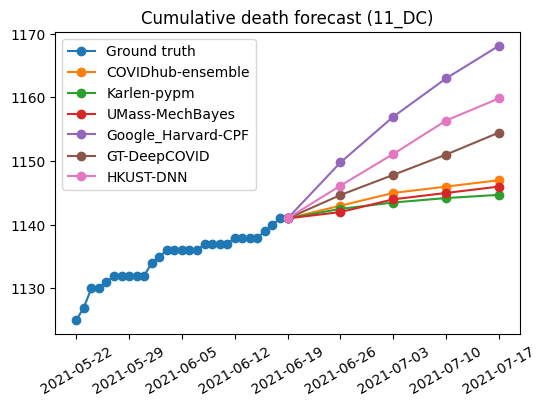 Cumulative death forecast (11_DC)
1170
1160
1150
1140
1130
Ground truth
COVIDhub-ensemble
Karlen-pypm
UMass-MechBayes
Google_Harvard-CPF
GT-DeepCOVID
HKUST-DNN
2021-05-22
2021-05-29
2021-06-05
2021-06-12
2021-06-19
2021-06-26
2021-07-03
2021-07-10
2021-07-17